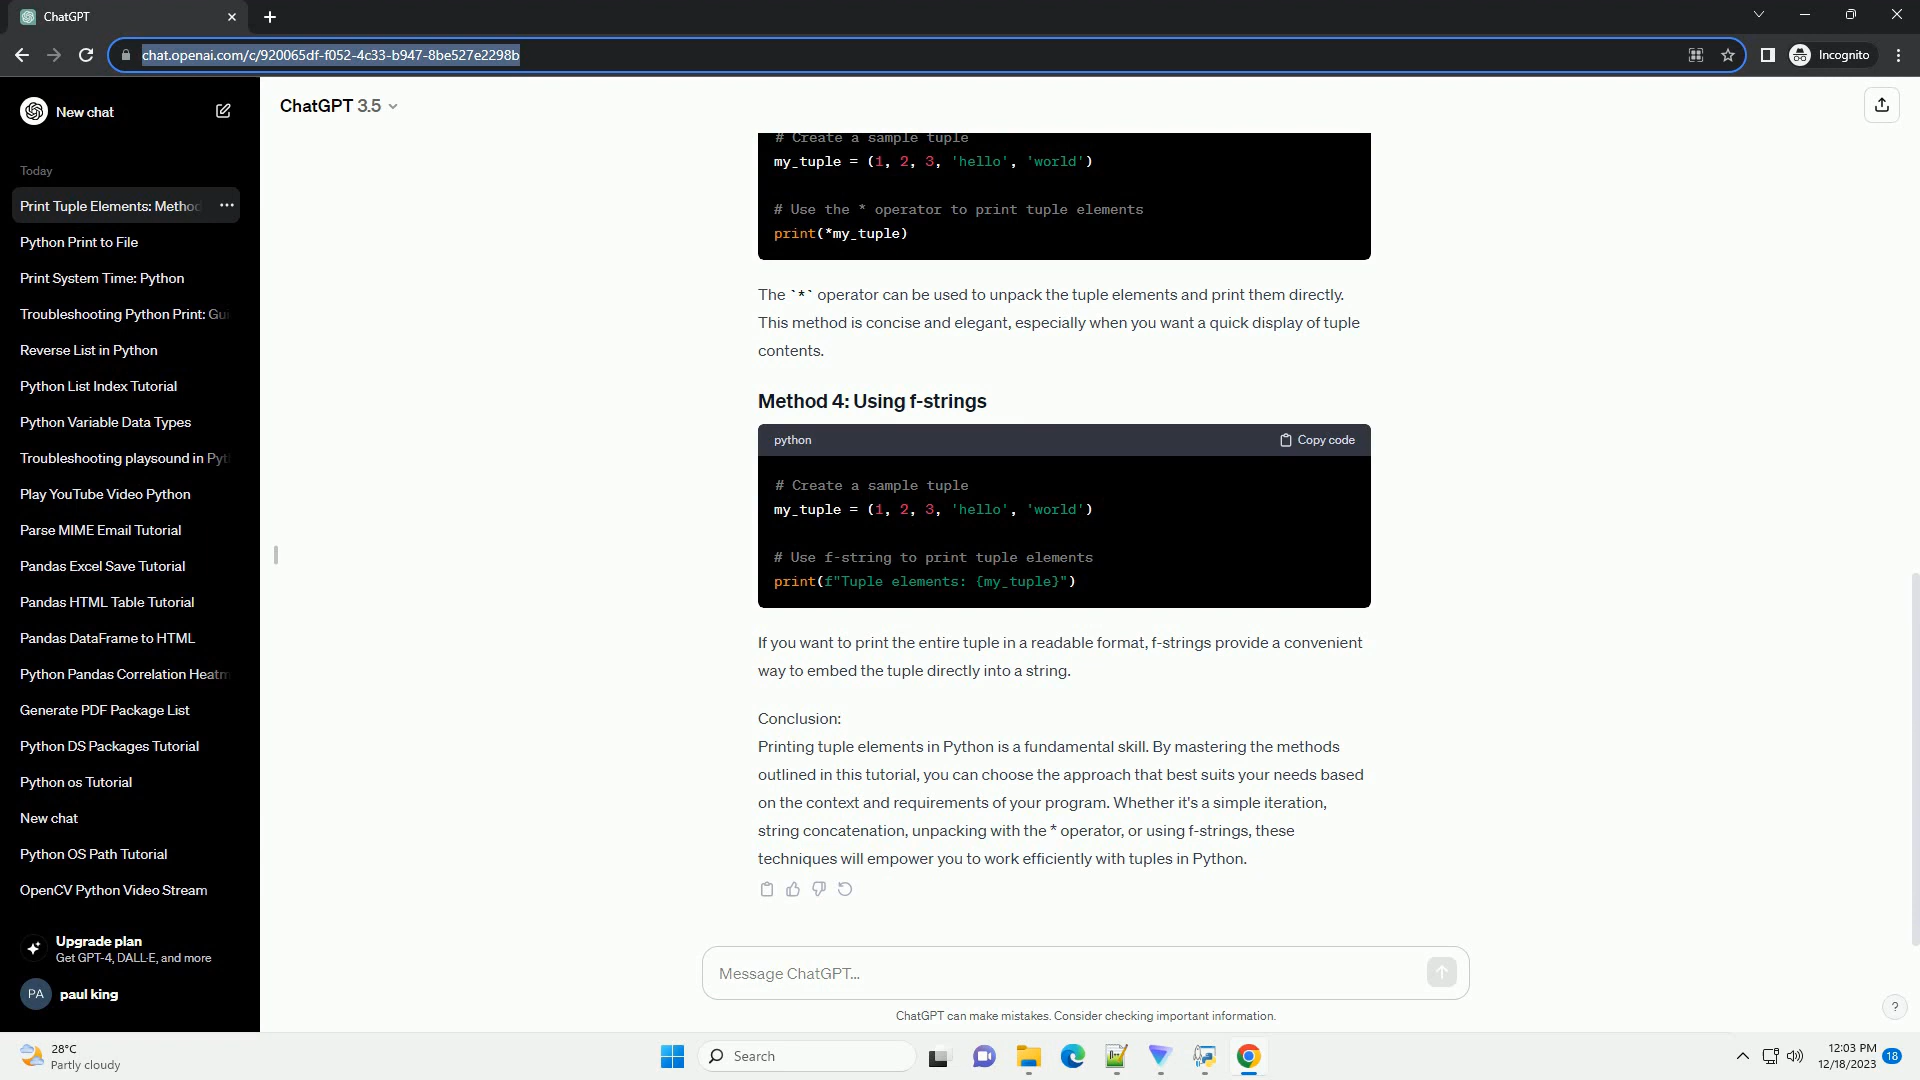 ChatGPT
chat.openai.com/c/920065df-f052-4c33-b947-8be527e2298b
Incognito
New chat
Today
Print Tuple Elements: Method
Python Print to File
Print System Time: Python
Troubleshooting Python Print: Gu
Reverse List in Python
Python List Index Tutorial
Python Variable Data Types
Troubleshooting playsound in Pyt
Play YouTube Video Python
Parse MIME Email Tutorial
Pandas Excel Save Tutorial
Pandas HTML Table Tutorial
Pandas DataFrame to HTML
Python Pandas Correlation Heatm
Generate PDF Package List
Python DS Packages Tutorial
Python os Tutorial
New chat
Python OS Path Tutorial
OpenCV Python Video Stream
Upgrade plan
Get GPT-4, DALL·E, and more
PA paul king
ChatGPT 3.5
# Create a sample tuple
my_tuple = (1, 2, 3, 'hello', 'world')
# Use the * operator to print tuple elements
print(*my_tuple)
The `*` operator can be used to unpack the tuple elements and print them directly.
This method is concise and elegant, especially when you want a quick display of tuple
contents.
Method 4: Using f-strings
python Copy code
# Create a sample tuple
my_tuple = (1, 2, 3, 'hello', 'world')
# Use f-string to print tuple elements
print(f"Tuple elements: {my_tuple}")
If you want to print the entire tuple in a readable format, f-strings provide a convenient
way to embed the tuple directly into a string.
Conclusion:
Printing tuple elements in Python is a fundamental skill. By mastering the methods
outlined in this tutorial, you can choose the approach that best suits your needs based
on the context and requirements of your program. Whether it's a simple iteration,
string concatenation, unpacking with the * operator, or using f-strings, these
techniques will empower you to work efficiently with tuples in Python.
Message ChatGPT...
ChatGPT can make mistakes. Consider checking important information.
?
28°C
Partly cloudy
Search
12:03 PM
12/18/2023
18